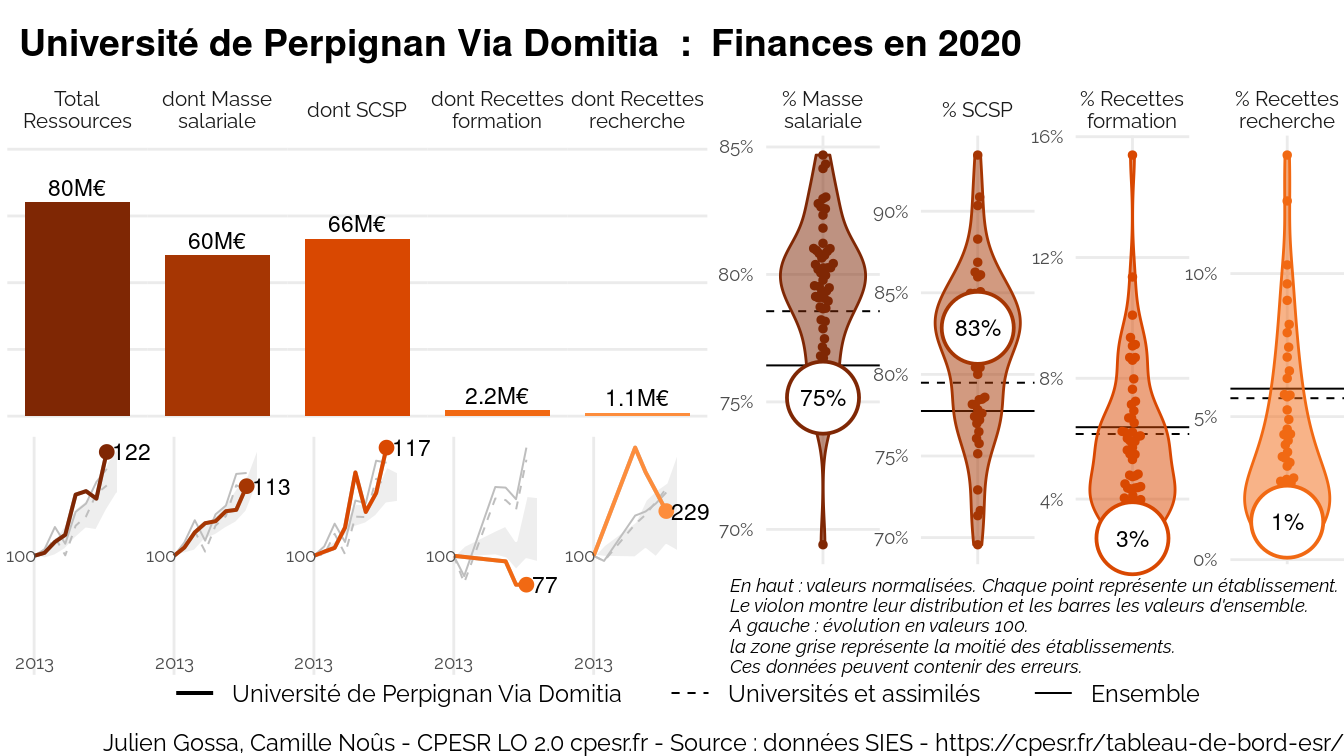 Université de Perpignan Via Domitia : Finances en 2020
Total
Ressources
dont Masse
salariale
dont SCSP
dont Recettes
formation
dont Recettes
recherche
80M€
60M€
66M€
2.2M€
1.1M€
100
122
2013
100
113
2013
100
117
2013
100
77
2013
100
229
2013
% Masse
salariale
85%
80%
75%
70%
75%
% SCSP
90%
85%
80%
75%
70%
83%
% Recettes
formation
16%
12%
8%
4%
3%
% Recettes
recherche
10%
5%
0%
1%
En haut : valeurs normalisées. Chaque point représente un établissement.
Le violon montre leur distribution et les barres les valeurs d'ensemble.
A gauche : évolution en valeurs 100.
la zone grise représente la moitié des établissements.
Ces données peuvent contenir des erreurs.
Université de Perpignan Via Domitia
Universités et assimilés
Ensemble
Julien Gossa, Camille Noûs - CPESR LO 2.0 cpesr.fr - Source : données SIES - https://cpesr.fr/tableau-de-bord-esr/